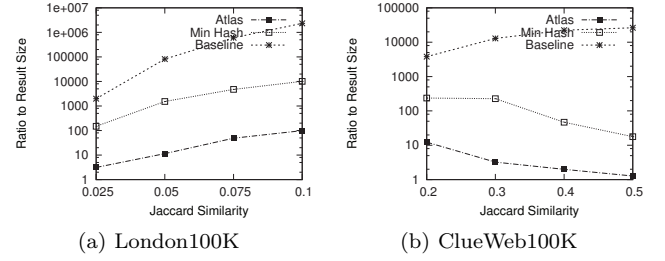 Ratio to Result Size
1e+007
1e+006
100000
10000
1000
100
10
1
Atlas
Min Hash
Baseline
0.025 0.05 0.075 0.1
Jaccard Similarity
(a) London100K
Ratio to Result Size
100000
10000
1000
100
10
1
Atlas
Min Hash
Baseline
0.2 0.3 0.4 0.5
Jaccard Similarity
(b) ClueWeb100K